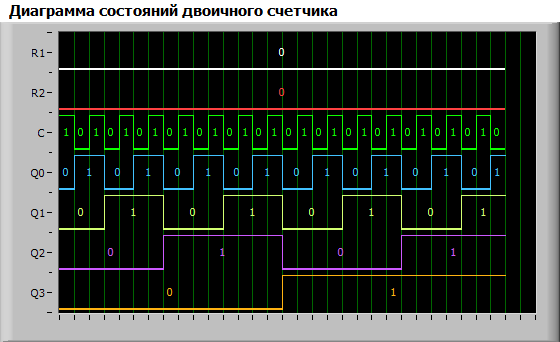 Диаграмма состояний двоичного счетчика
R1 0
R2 0
C 1 0 1 0 1 0 1 0 1 0 1 0 1 0 1 0 1 0 1 0 1 0 1 0 1 0 1 0 1 0
Q0 0 1 0 1 0 1 0 1 0 1 0 1 0 1 0 1
Q1 0 1 0 1 0 1 0 1
Q2 0 1 0 1
Q3 0 1